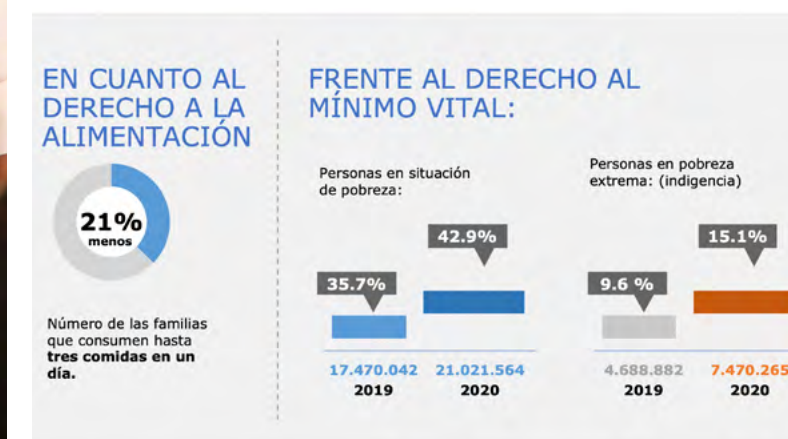 EN CUANTO AL
DERECHO A LA
ALIMENTACIÓN
21%
menos
Número de las familias
que consumen hasta
tres comidas en un
día.
FRENTE AL DERECHO AL
MÍNIMO VITAL:
Personas en situación
de pobreza:
35.7%
42.9%
17.470.042 21.021.564
2019 2020
Personas en pobreza
extrema: (indigencia)
9.6 %
15.1%
4.688.882 7.470.265
2019 2020